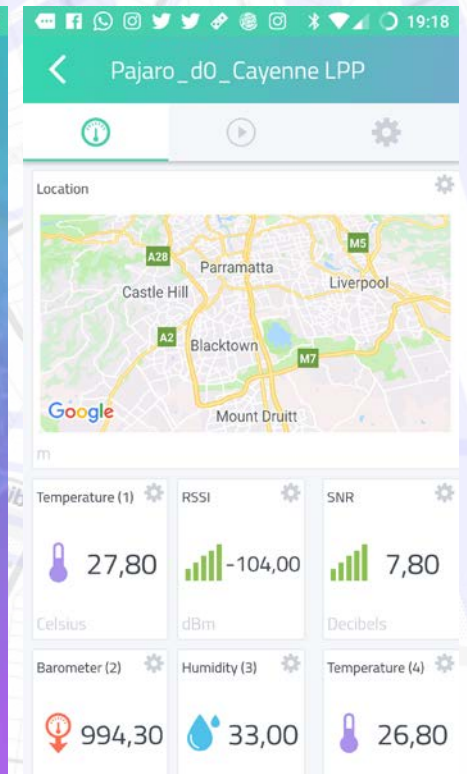 19:18
Pajaro_d0_Cayenne LPP
Location
M5
A28
Parramatta
Liverpool
Castle Hill
A2
Blacktown
M7
Google
Mount Druitt
m
Temperature (1) RSSI SNR
27,80 -104,00 7,80
Celsius dBm Decibels
Barometer (2) Humidity (3) Temperature (4)
994,30 33,00 26,80